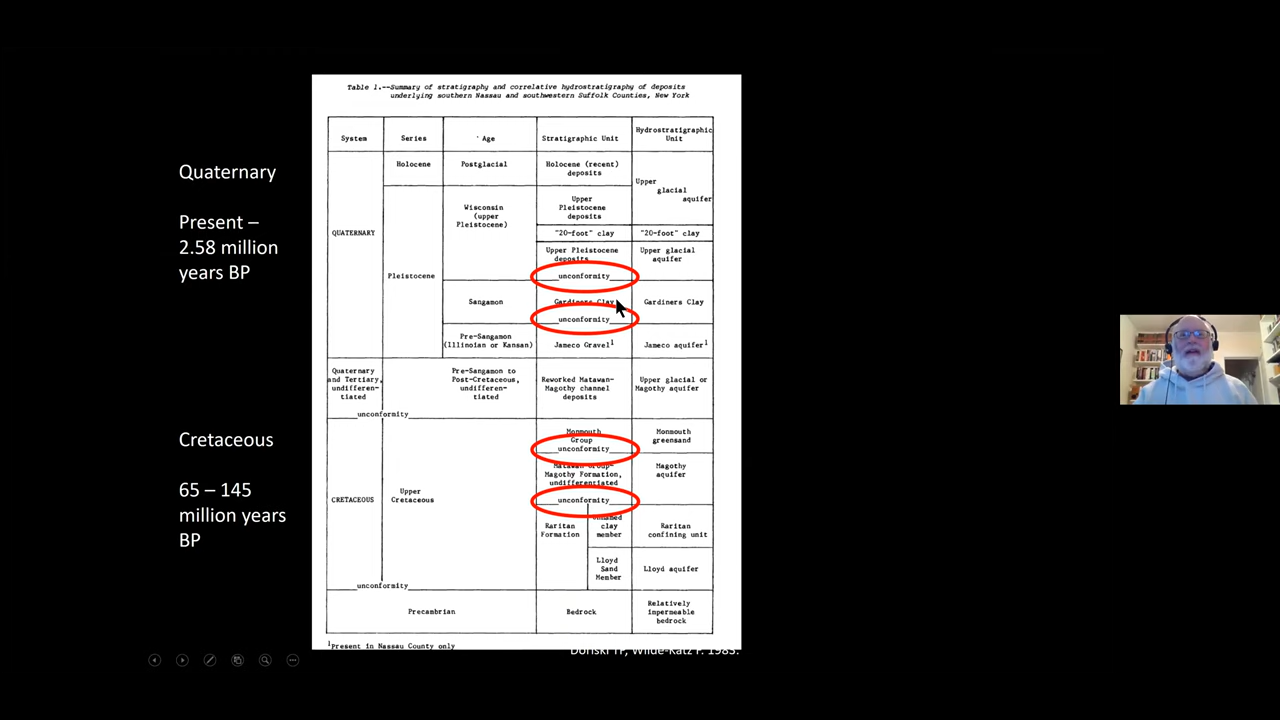 Quaternary
Present –
2.58 million
years BP
Cretaceous
65 – 145
million years
BP
Table 1.--Summary of stratigraphy and correlative hydrostratigraphy of deposits
underlying southern Nassau and southwestern Suffolk Counties, New York
System
Series
Age
Stratigraphic Unit
Hydrostratigraphic
Unit
QUATERNARY
Holocene
Postglacial
Holocene (recent)
deposits
Upper
glacial
aquifer
Pleistocene
Wisconsin
(upper
Pleistocene)
Upper
Pleistocene
deposits
"20-foot" clay
"20-foot" clay
Upper Pleistocene
deposits
unconformity
Upper glacial
aquifer
Sangamon
Gardiners Clay
unconformity
Gardiners Clay
Pre-Sangamon
(Illinoian or Kansan)
Jameco Gravel1
Jameco aquifer1
Quaternary
and Tertiary,
undifferen-
tiated
unconformity
Pre-Sangamon to
Post-Cretaceous,
undifferen-
tiated
Reworked Matawan-
Magothy channel
deposits
Upper glacial or
Magothy aquifer
CRETACEOUS
unconformity
Upper
Cretaceous
Monmouth
Group
unconformity
Monmouth
greensand
Matawan Group-
Magothy Formation,
undifferentiated
unconformity
Magothy
aquifer
Raritan
Formation
clay
member
Raritan
confining unit
Lloyd
Sand
Member
Lloyd aquifer
Precambrian
Bedrock
Relatively
impermeable
bedrock
1Present in Nassau County only
Doriski TP, Wilde-Katz F. 1983.